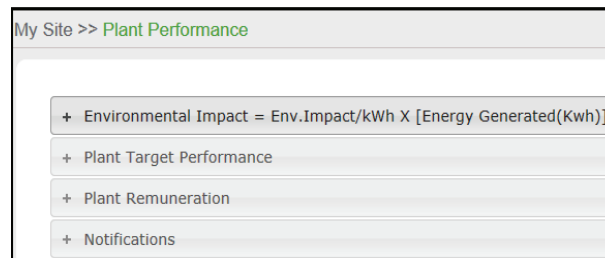 My Site >> Plant Performance
+ Environmental Impact = Env.Impact/kWh X [Energy Generated(Kwh)]
+ Plant Target Performance
+ Plant Remuneration
+ Notifications